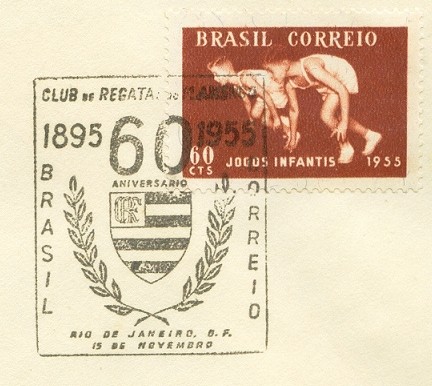 BRASIL CORREIO
60
CTS
JOGOS INFANTIS 1955
CLUB DE REGATAS DO FLAMENGO
1895 60 1955
ANIVERSARIO
BRASIL
CORREIO
RIO DE JANEIRO, D.F.
15 DE NOVEMBRO